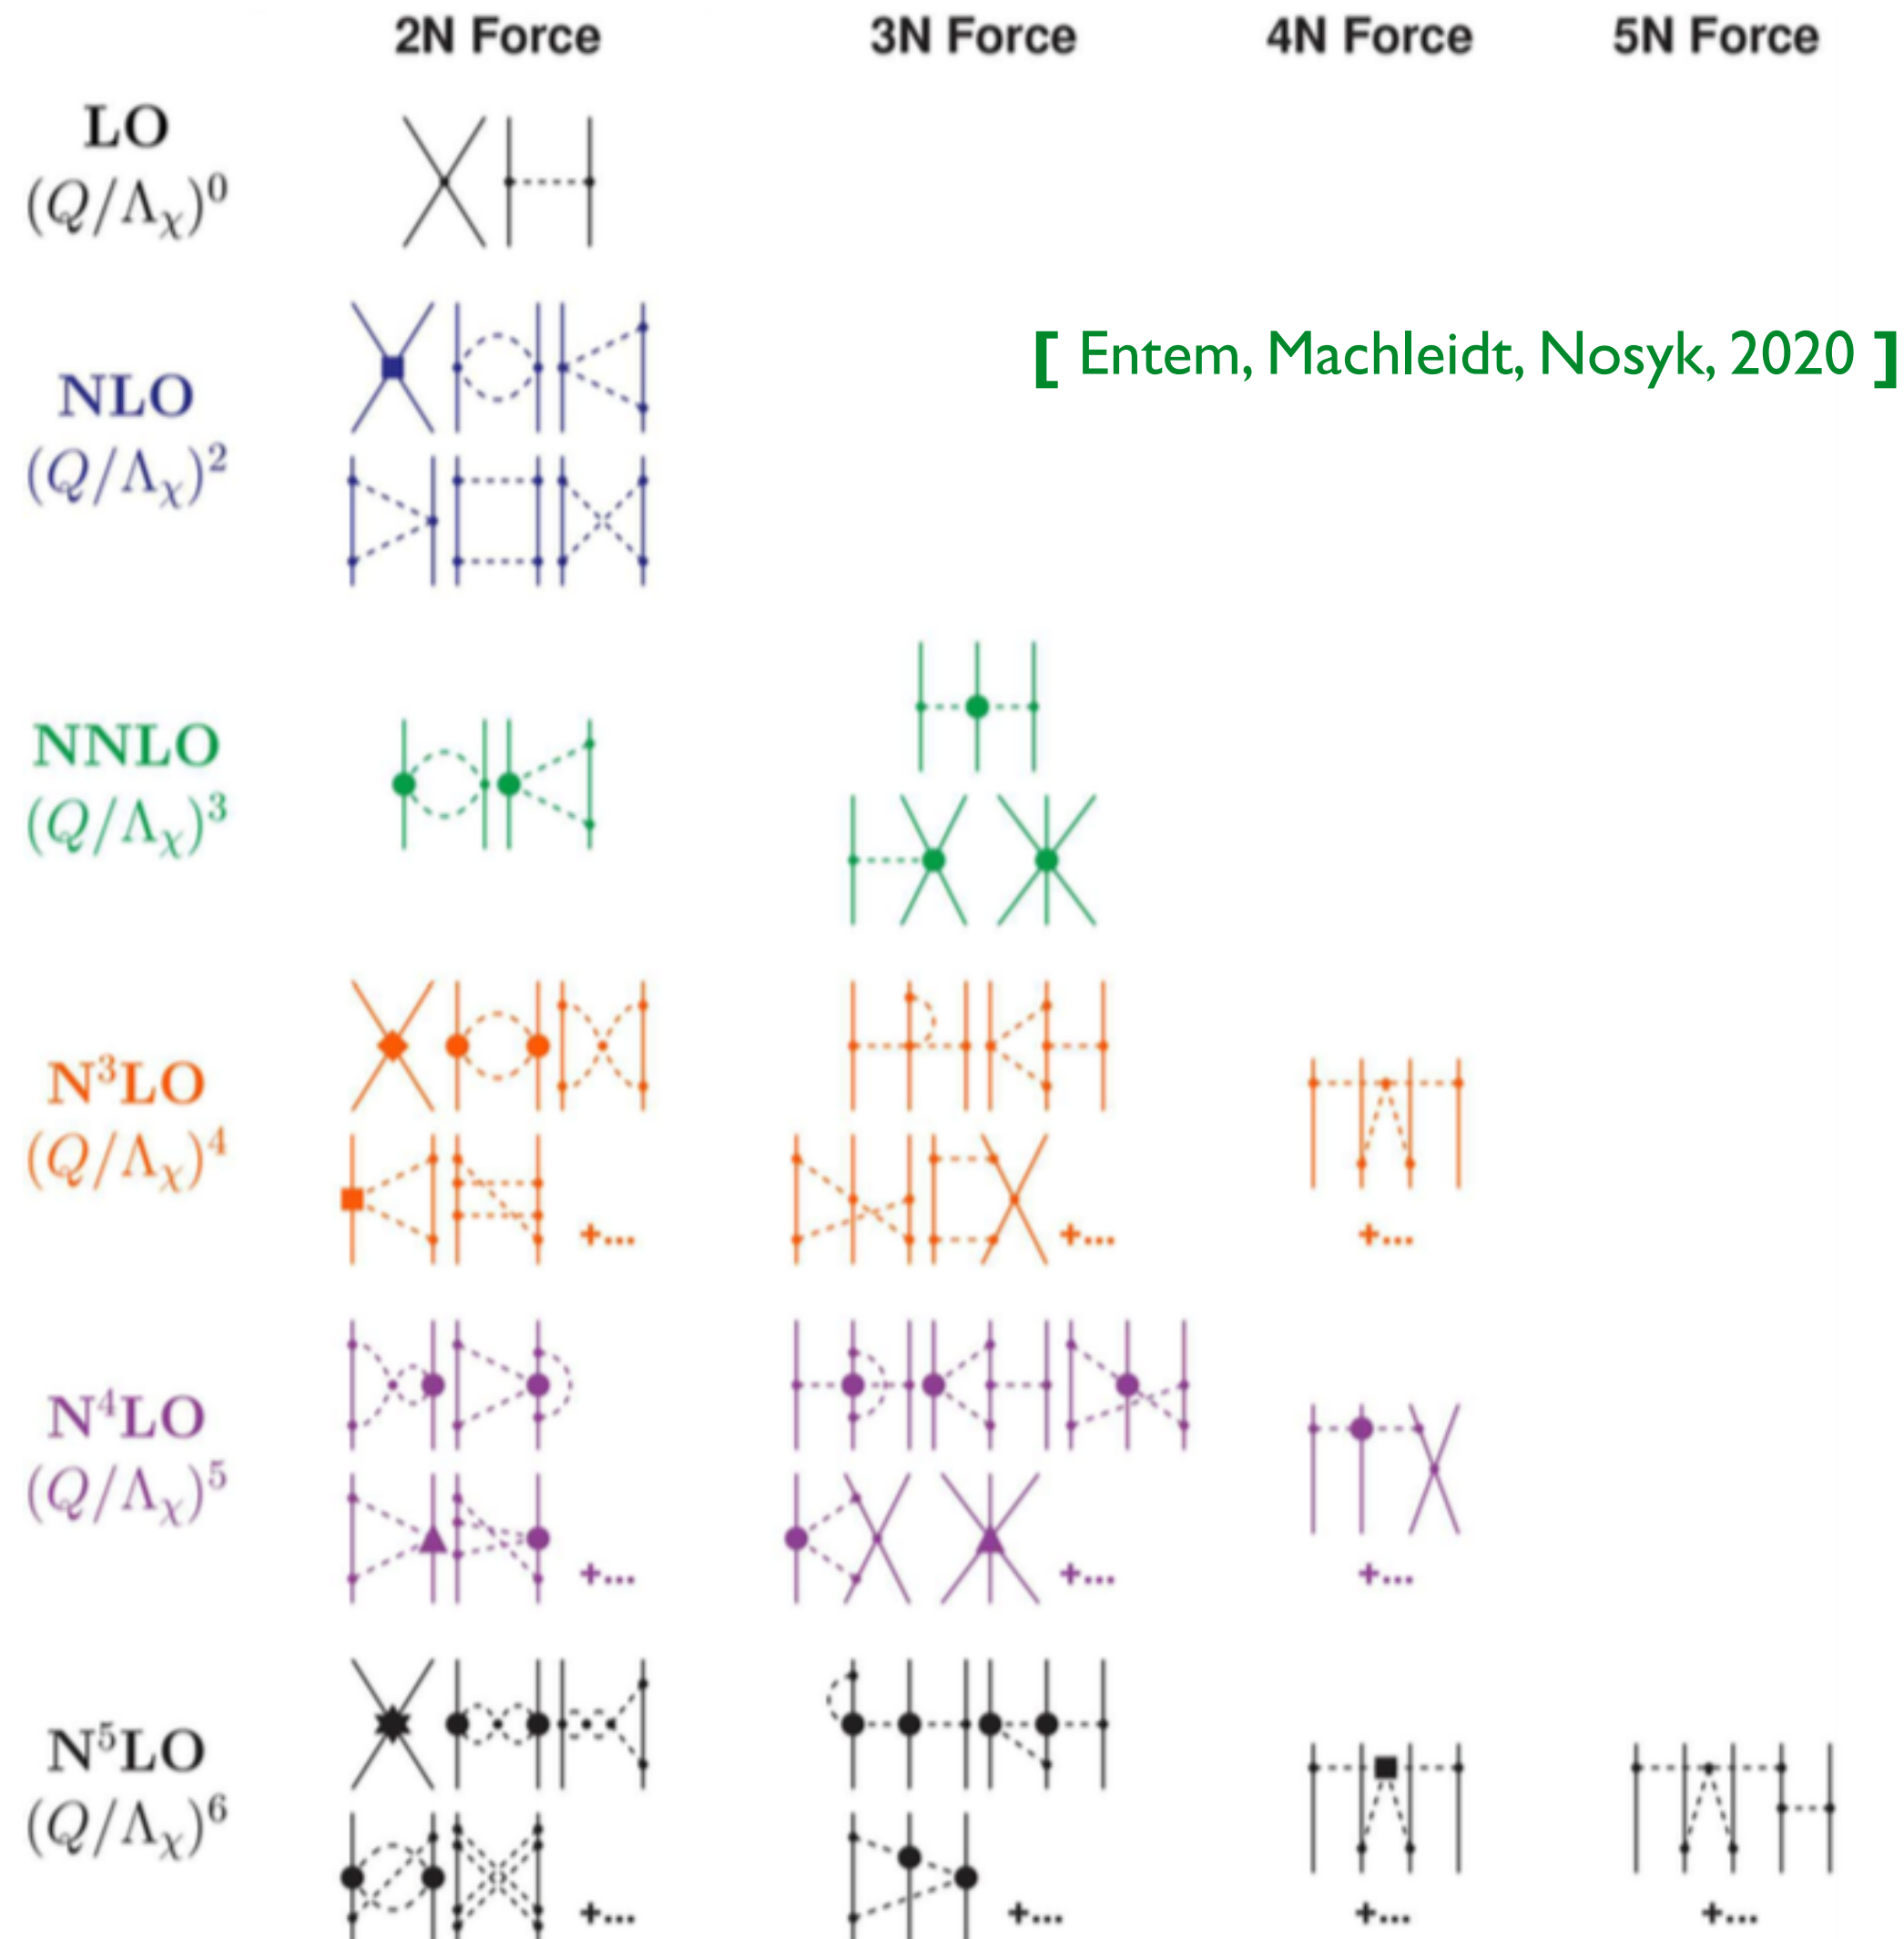 2N Force 3N Force 4N Force 5N Force
LO
(Q/Λχ)⁰
[ Entem, Machleidt, Nosyk, 2020 ]
NLO
(Q/Λχ)²
NNLO
(Q/Λχ)³
N³LO
(Q/Λχ)⁴
+... +... +...
N⁴LO
(Q/Λχ)⁵
+... +... +...
N⁵LO
(Q/Λχ)⁶
+... +... +... +...